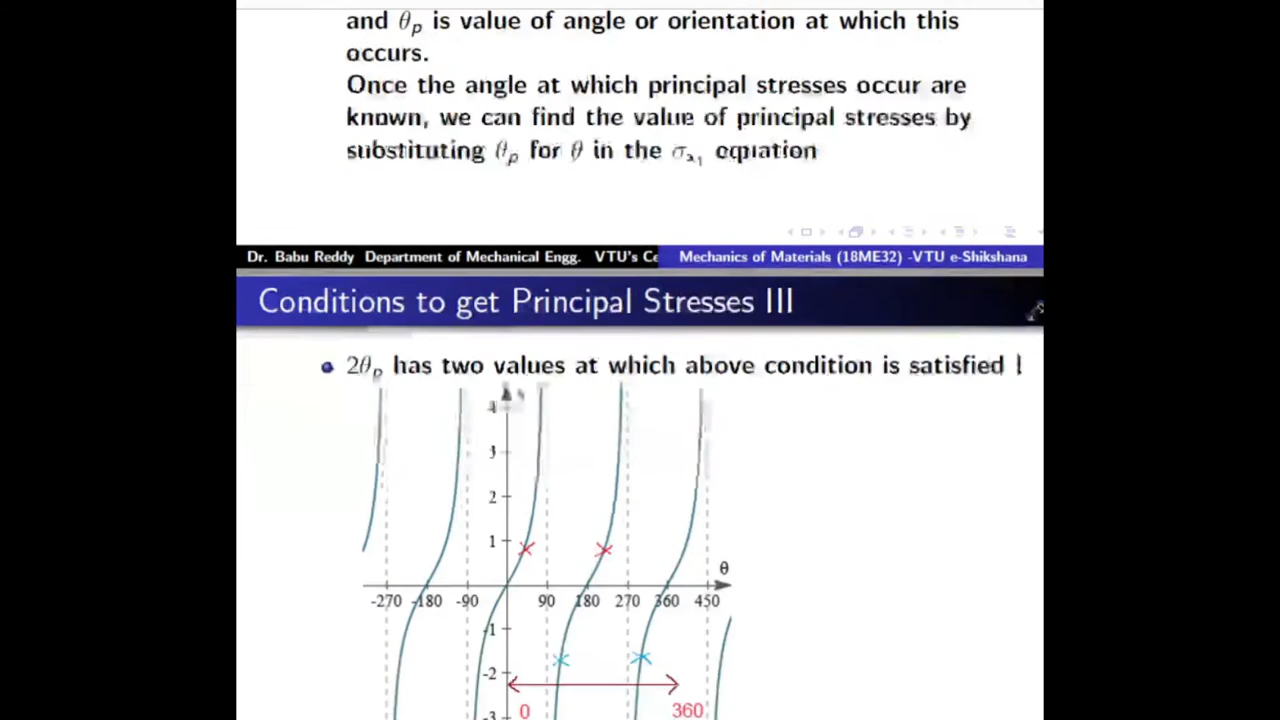 and θp is value of angle or orientation at which this
occurs.
Once the angle at which principal stresses occur are
known, we can find the value of principal stresses by
substituting θp for θ in the σx1 equation
Dr. Babu Reddy Department of Mechanical Engg. VTU's Ce
Mechanics of Materials (18ME32) -VTU e-Shikshana
Conditions to get Principal Stresses III
2θp has two values at which above condition is satisfied !
4
3
2
1
θ
-270 -180 -90 90 180 270 360 450
-1
-2
-3
0 360